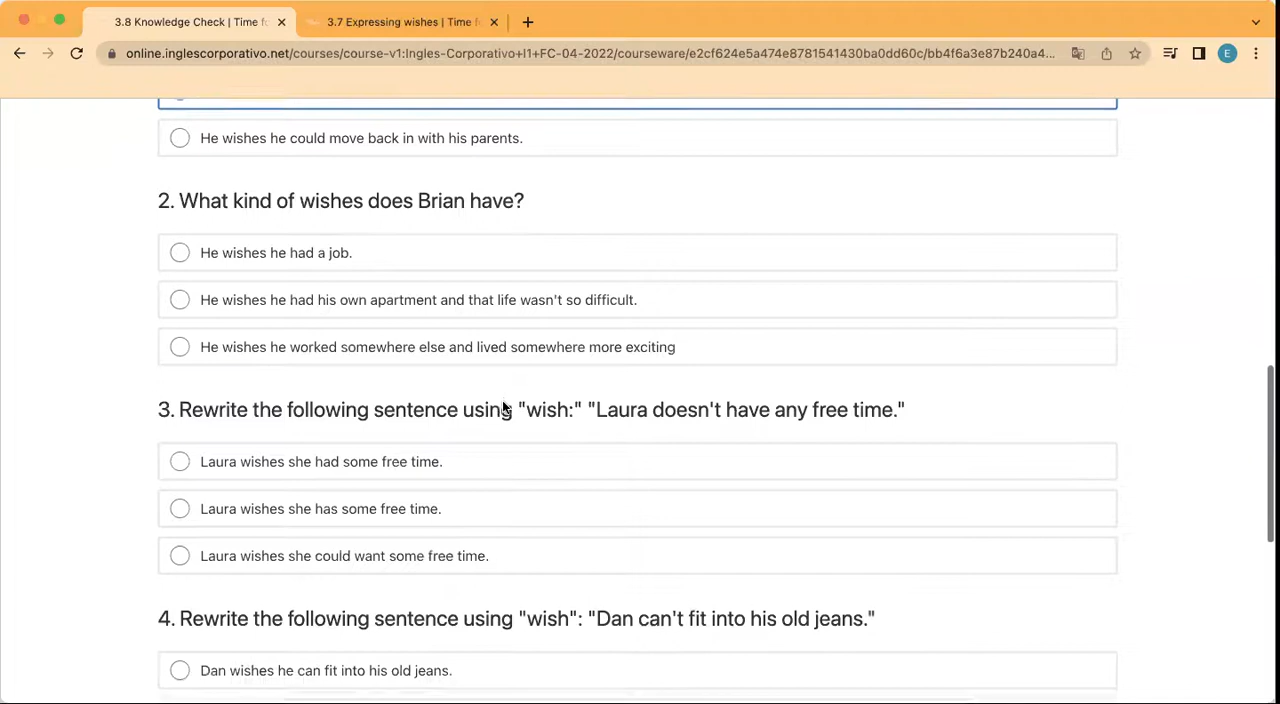 3.8 Knowledge Check | Time f
3.7 Expressing wishes | Time f
online.inglescorporativo.net/courses/course-v1:Ingles-Corporativo+I1+FC-04-2022/courseware/e2cf624e5a474e8781541430ba0dd60c/bb4f6a3e87b240a4...
E
He wishes he could move back in with his parents.
2. What kind of wishes does Brian have?
He wishes he had a job.
He wishes he had his own apartment and that life wasn't so difficult.
He wishes he worked somewhere else and lived somewhere more exciting
3. Rewrite the following sentence using "wish:" "Laura doesn't have any free time."
Laura wishes she had some free time.
Laura wishes she has some free time.
Laura wishes she could want some free time.
4. Rewrite the following sentence using "wish": "Dan can't fit into his old jeans."
Dan wishes he can fit into his old jeans.